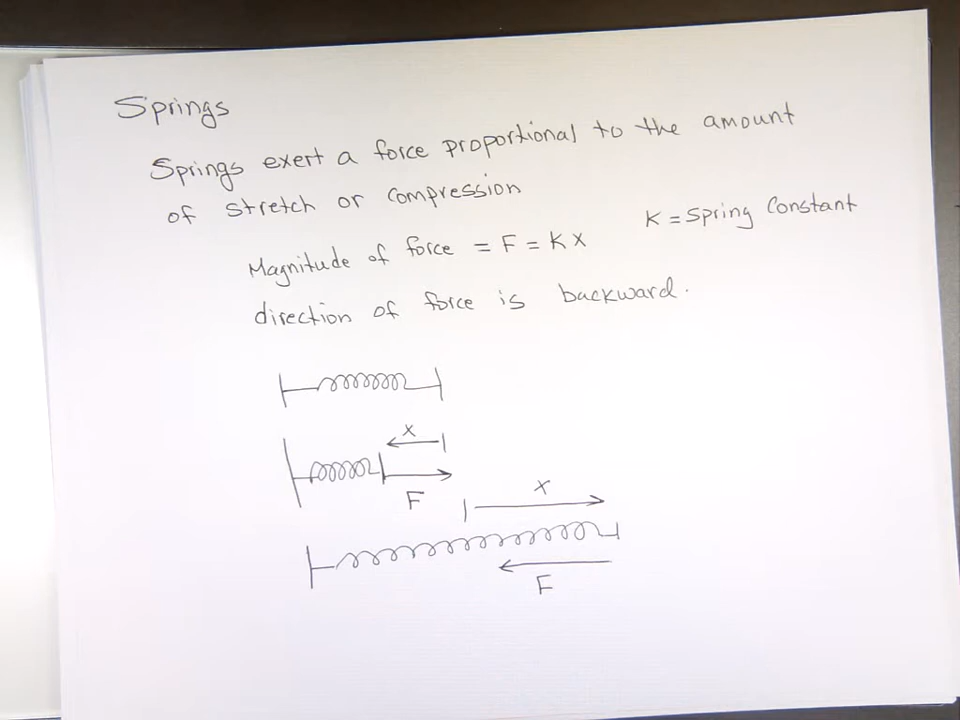 Springs
Springs exert a force proportional to the amount
of stretch or compression
Magnitude of force = F = Kx K = Spring Constant
direction of force is backward.
x
F
x
F